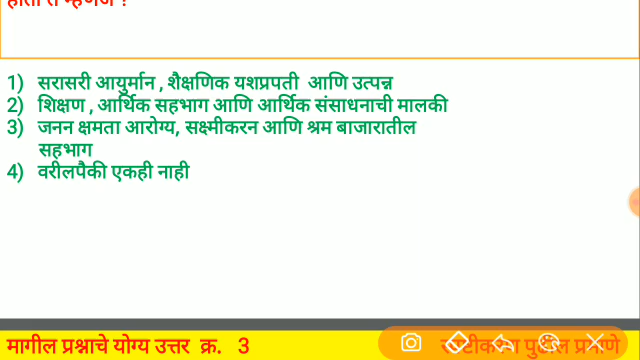 1) सरासरी आयुर्मान , शैक्षणिक यशप्रपती आणि उत्पन्न
2) शिक्षण , आर्थिक सहभाग आणि आर्थिक संसाधनाची मालकी
3) जनन क्षमता आरोग्य, सक्ष्मीकरन आणि श्रम बाजारातील
सहभाग
4) वरीलपैकी एकही नाही
मागील प्रश्नाचे योग्य उत्तर क्र. 3
पुढील प्रमाणे